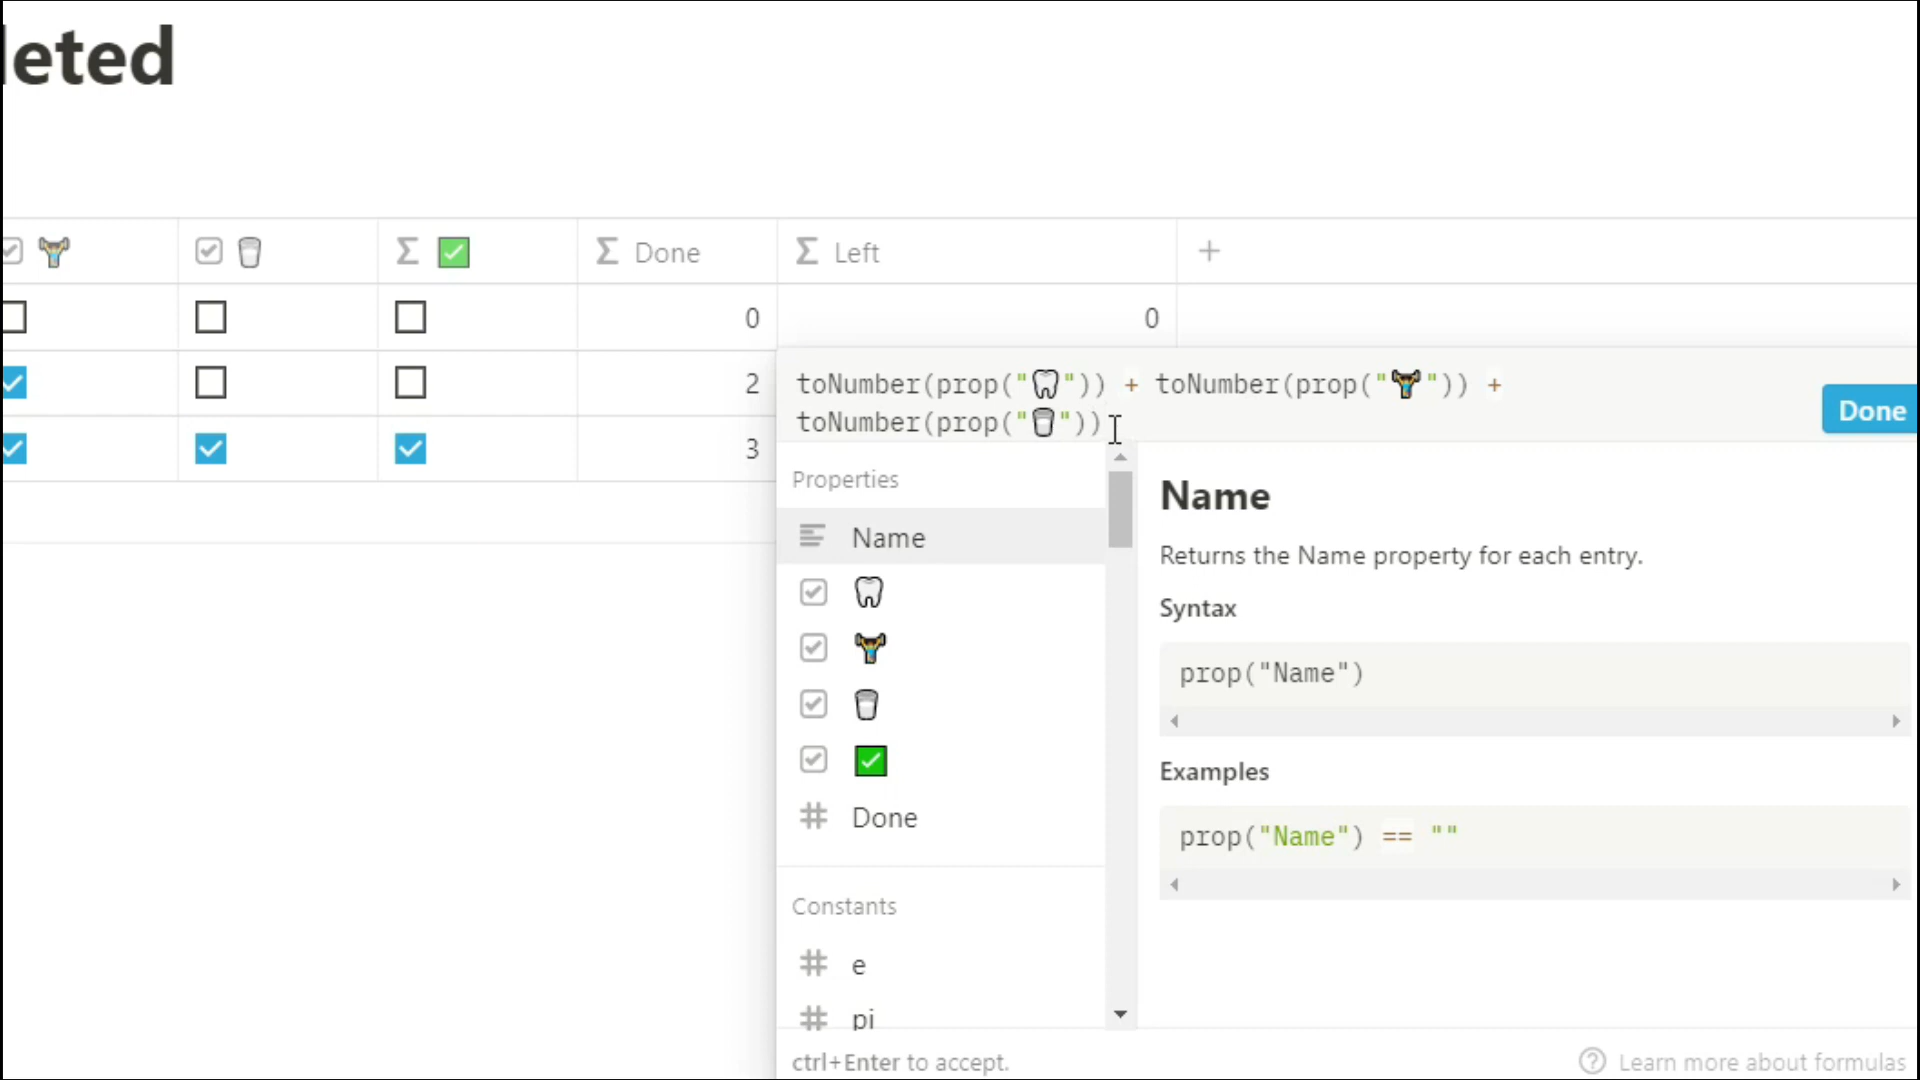 leted
Σ Done
Σ Left
+
0
0
2
3
toNumber(prop("🦷")) + toNumber(prop("🏋")) +
toNumber(prop("🥛"))
Done
Properties
Name
Done
Constants
e
pi
ctrl+Enter to accept.
Name
Returns the Name property for each entry.
Syntax
prop("Name")
Examples
prop("Name") == ""
Learn more about formulas